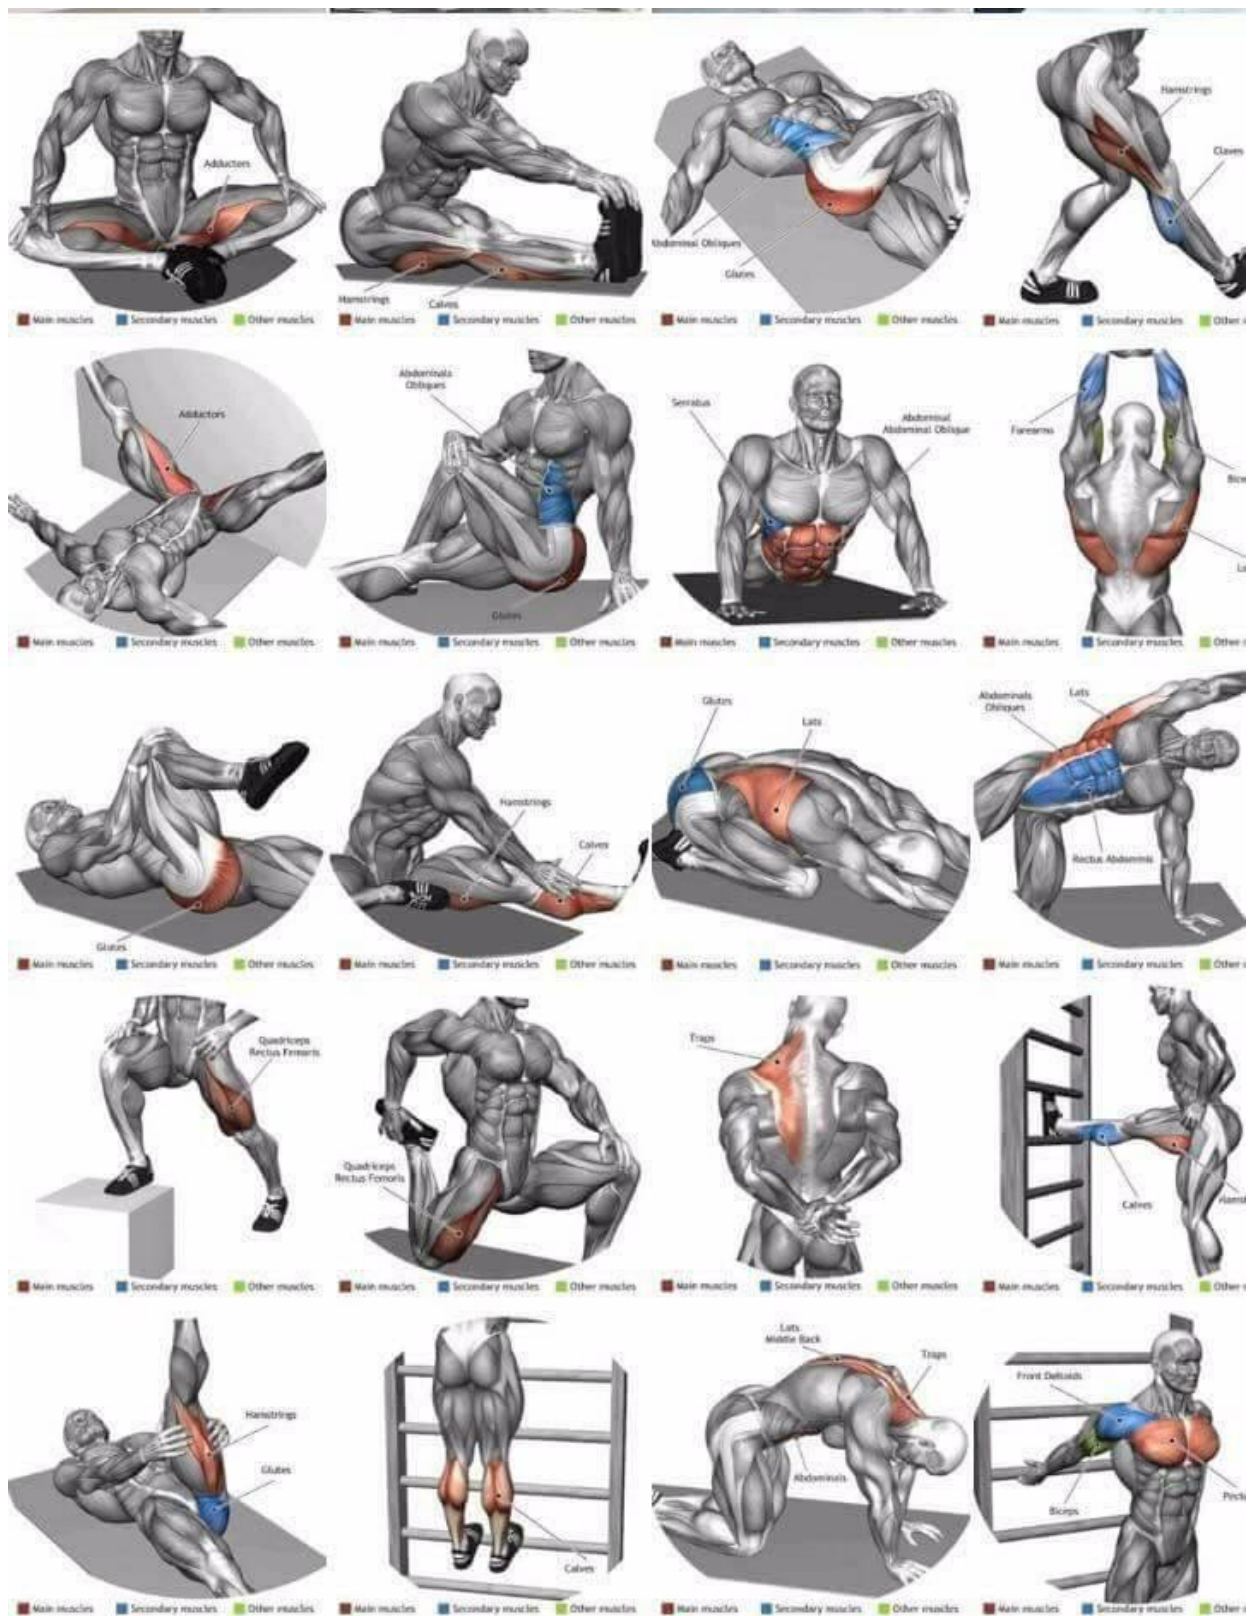 Adductors
Main muscles Secondary muscles Other muscles
Hamstrings
Calves
Main muscles Secondary muscles Other muscles
Abdominal Obliques
Glutes
Main muscles Secondary muscles Other muscles
Hamstrings
Claves
Main muscles Secondary muscles Other
Adductors
Main muscles Secondary muscles Other muscles
Abdominals
Obliques
Glutes
Main muscles Secondary muscles Other muscles
Serratus
Abdominal
Abdominal Oblique
Main muscles Secondary muscles Other muscles
Forearms
Main muscles Secondary muscles Other
Glutes
Main muscles Secondary muscles Other muscles
Hamstrings
Calves
Main muscles Secondary muscles Other muscles
Glutes
Lats
Main muscles Secondary muscles Other muscles
Abdominals
Obliques
Lats
Rectus Abdominis
Main muscles Secondary muscles Other
Quadriceps
Rectus Femoris
Main muscles Secondary muscles Other muscles
Quadriceps
Rectus Femoris
Main muscles Secondary muscles Other muscles
Traps
Main muscles Secondary muscles Other muscles
Calves
Main muscles Secondary muscles Other
Hamstrings
Glutes
Main muscles Secondary muscles Other muscles
Calves
Main muscles Secondary muscles Other muscles
Lats
Middle Back
Traps
Abdominals
Main muscles Secondary muscles Other muscles
Front Deltoids
Biceps
Main muscles Secondary muscles Other